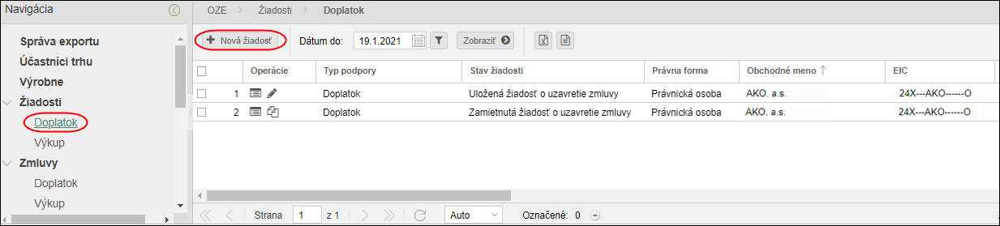 Navigácia
Správa exportu
Účastníci trhu
Výrobne
Žiadosti
Doplatok
Výkup
Zmluvy
Doplatok
Výkup
OZE Žiadosti Doplatok
Nová žiadosť Dátum do: 19.1.2021 Zobraziť
Operácie Typ podpory Stav žiadosti Právna forma Obchodné meno EIC
1 Doplatok Uložená žiadosť o uzavretie zmluvy Právnická osoba AKO, a.s. 24X---AKO------O
2 Doplatok Zamietnutá žiadosť o uzavretie zmluvy Právnická osoba AKO, a.s. 24X---AKO------O
Strana 1 z 1 Auto Označené: 0